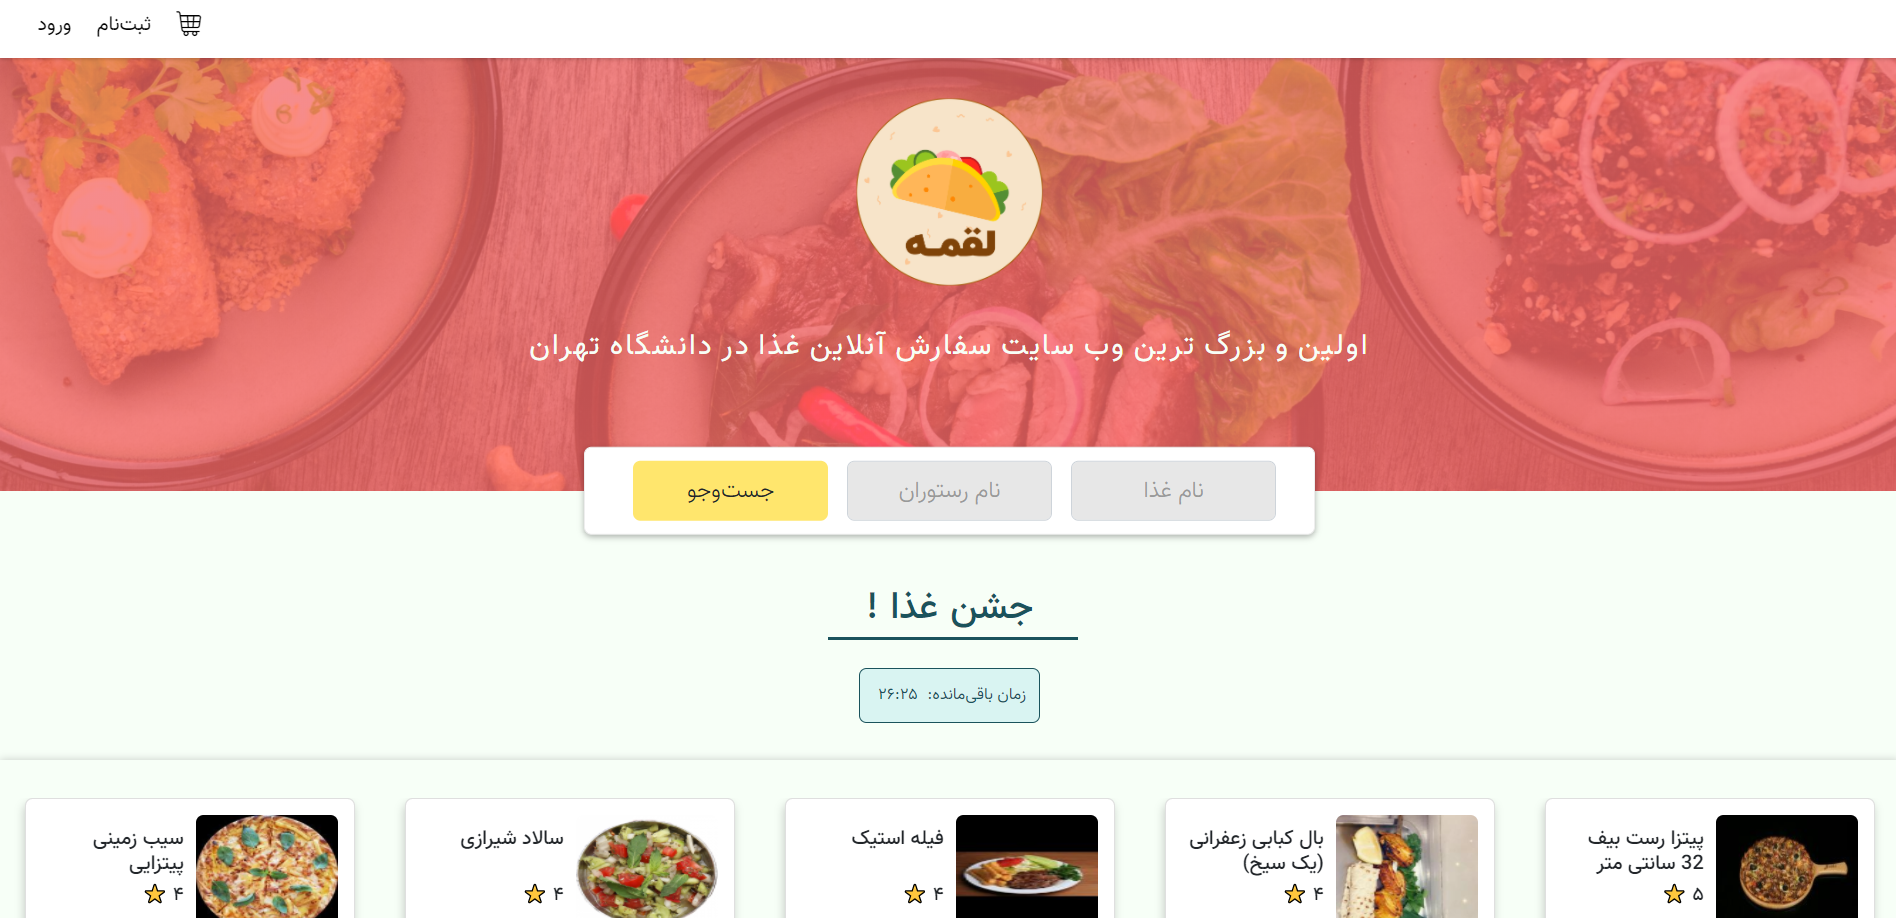 ثبت‌نام
ورود
لقمه
اولین و بزرگ ترین وب سایت سفارش آنلاین غذا در دانشگاه تهران
نام غذا
نام رستوران
جست‌وجو
جشن غذا !
زمان باقی‌مانده: ۲۶:۲۵
پیتزا رست بیف
32 سانتی متر
۵
بال کبابی زعفرانی
(یک سیخ)
۴
فیله استیک
۴
سالاد شیرازی
۴
سیب زمینی
پیتزایی
۴